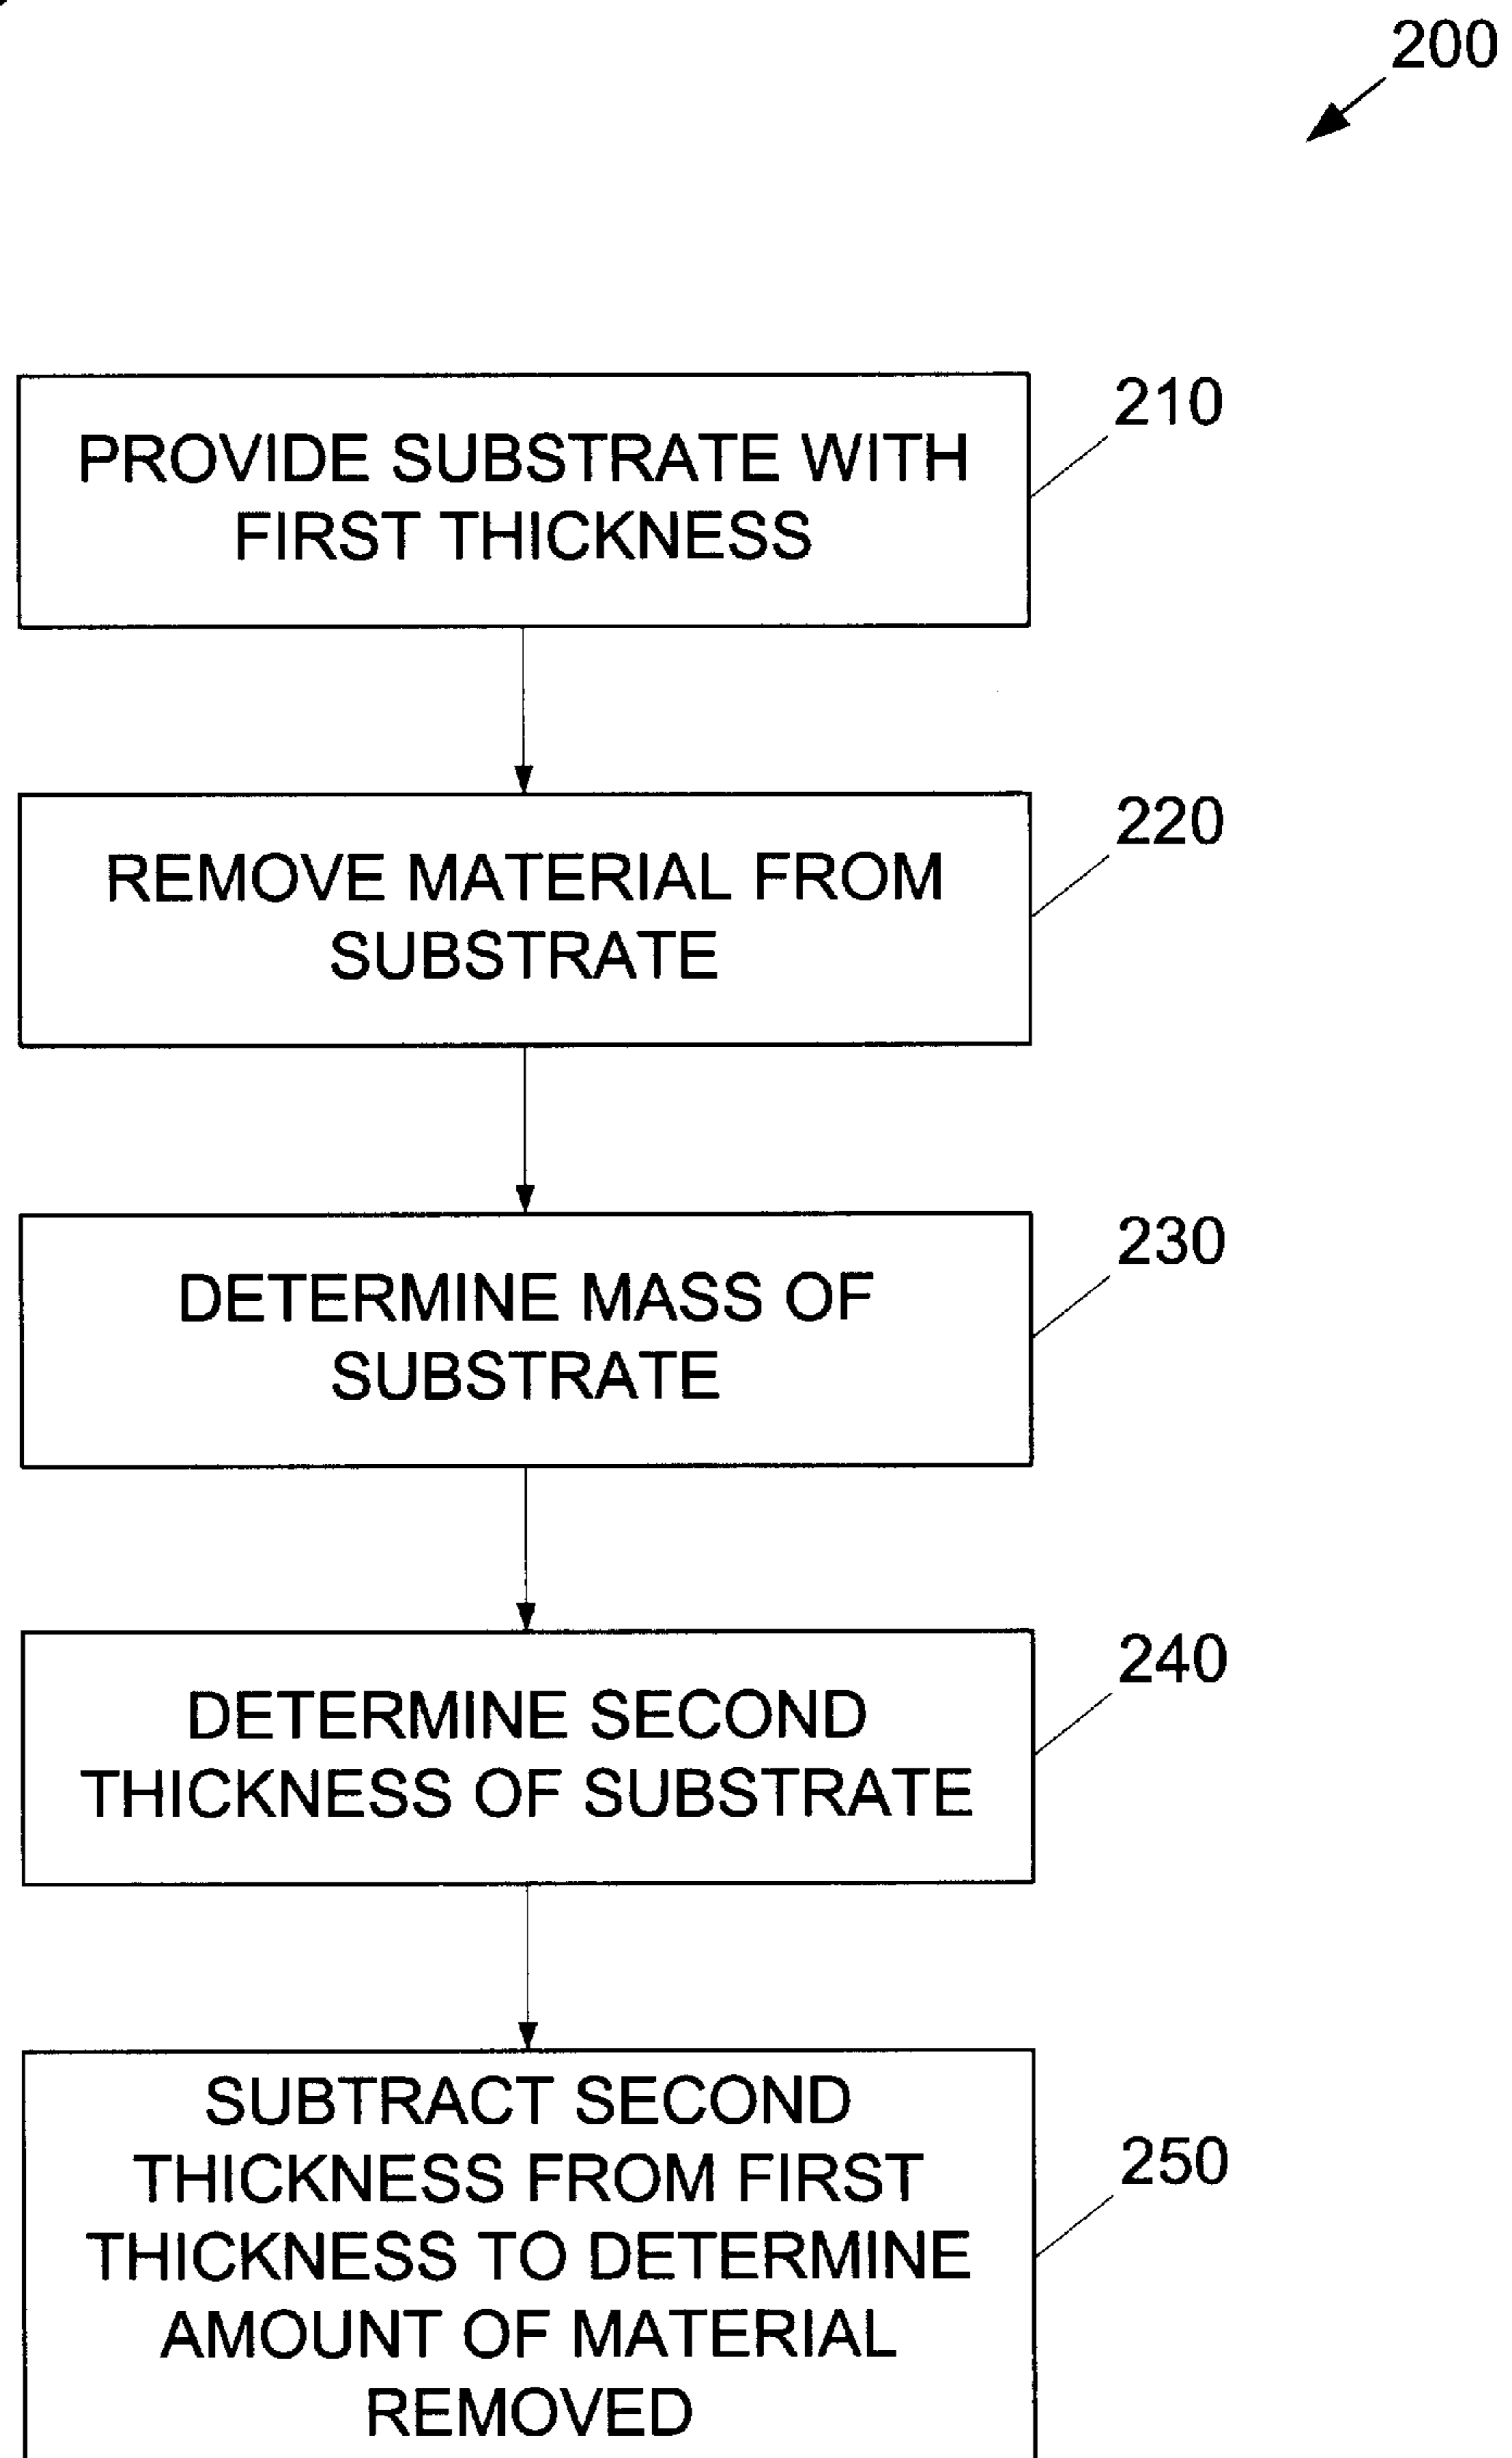 200
PROVIDE SUBSTRATE WITH
FIRST THICKNESS
210
REMOVE MATERIAL FROM
SUBSTRATE
220
DETERMINE MASS OF
SUBSTRATE
230
DETERMINE SECOND
THICKNESS OF SUBSTRATE
240
SUBTRACT SECOND
THICKNESS FROM FIRST
THICKNESS TO DETERMINE
AMOUNT OF MATERIAL
REMOVED
250